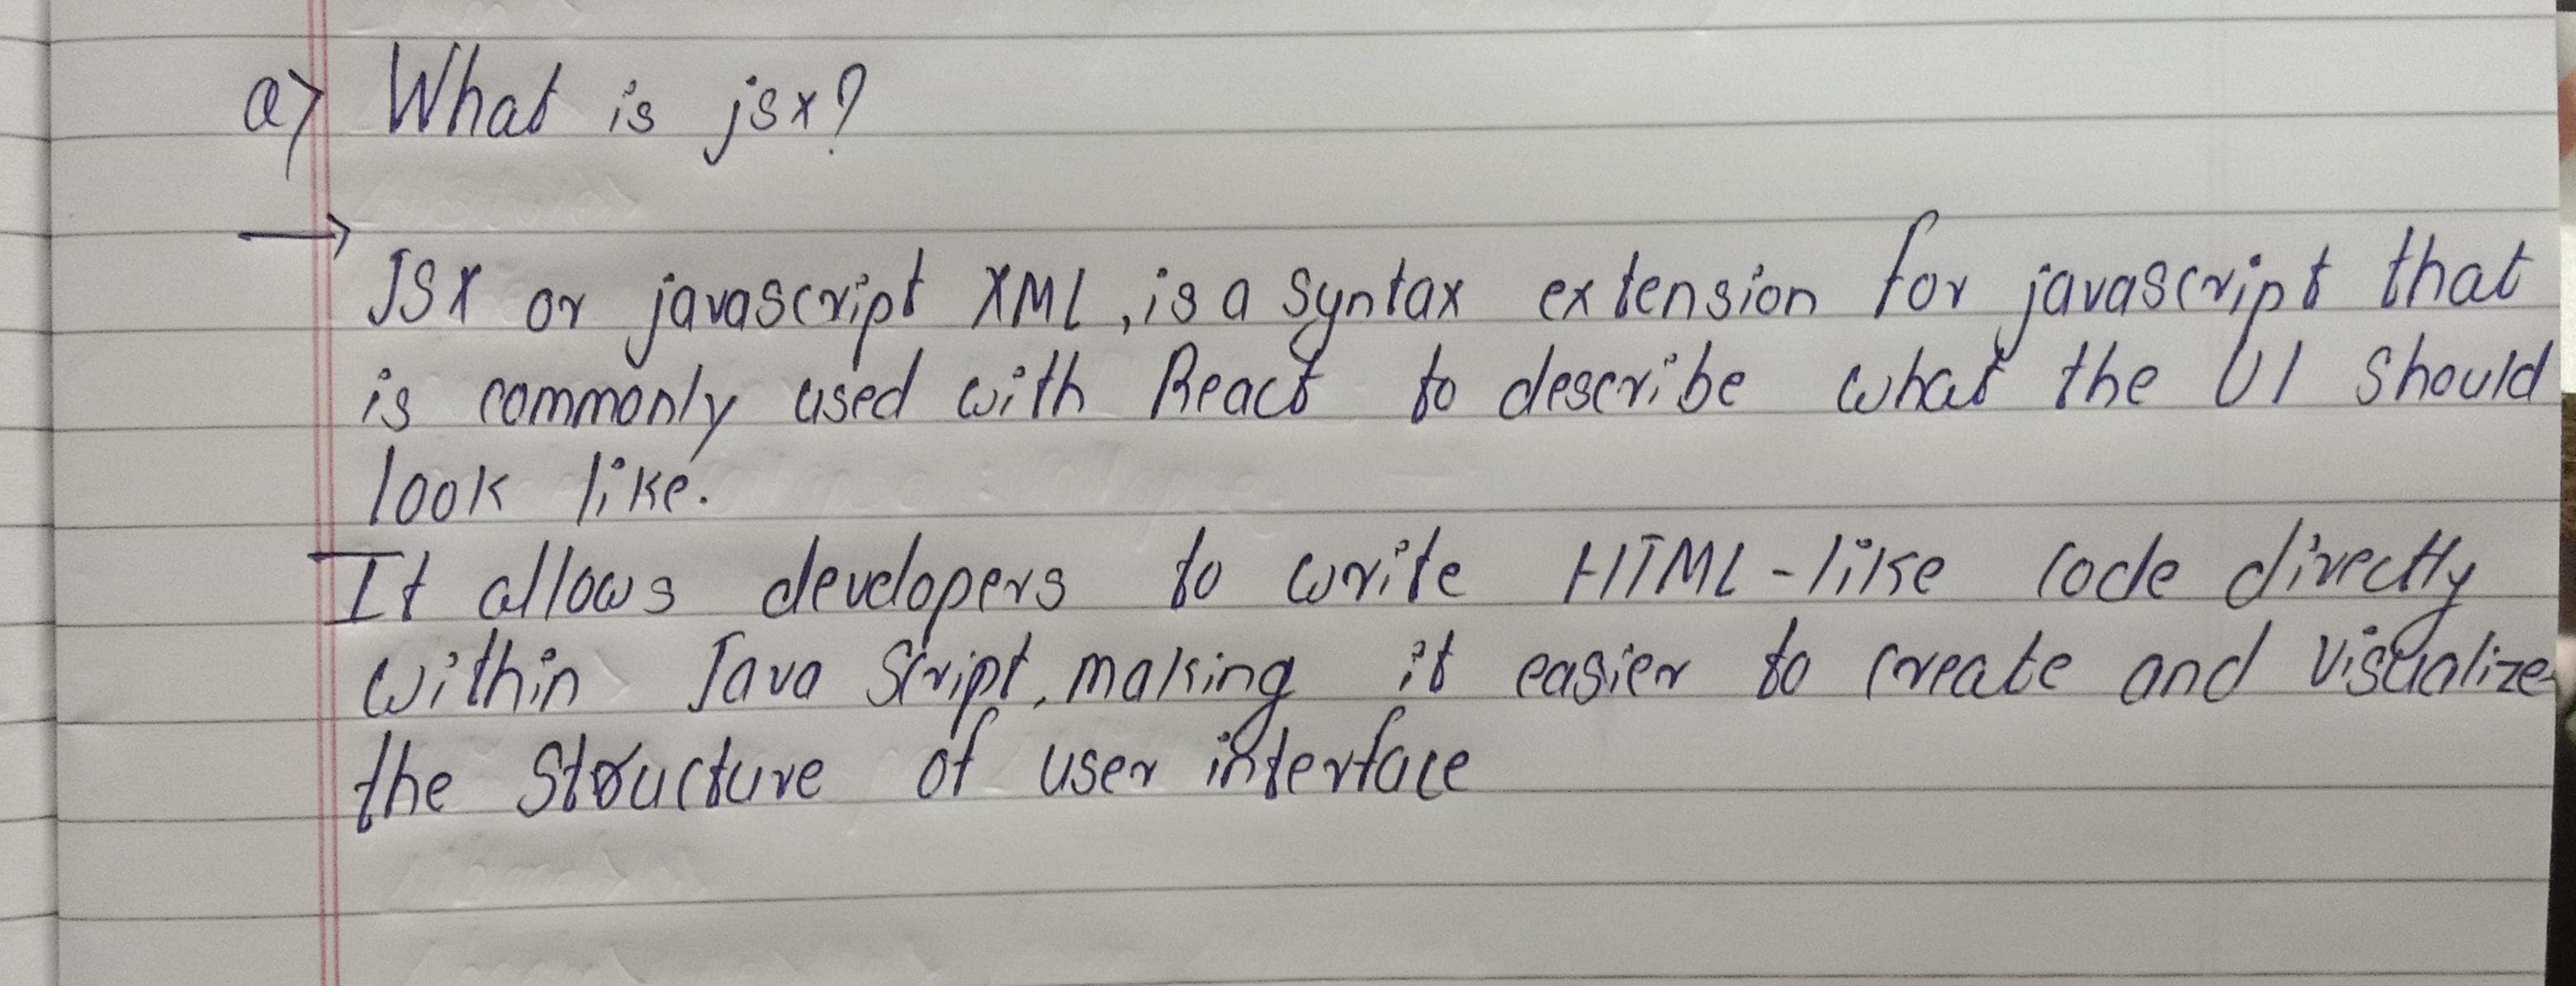 a) What is jsx?
→
JSX or javascript XML, is a syntax extension for javascript that
is commonly used with React to describe what the UI should
look like.
It allows developers to write HTML-like code directly
within Java Script, making it easier to create and visualize
the structure of user interface